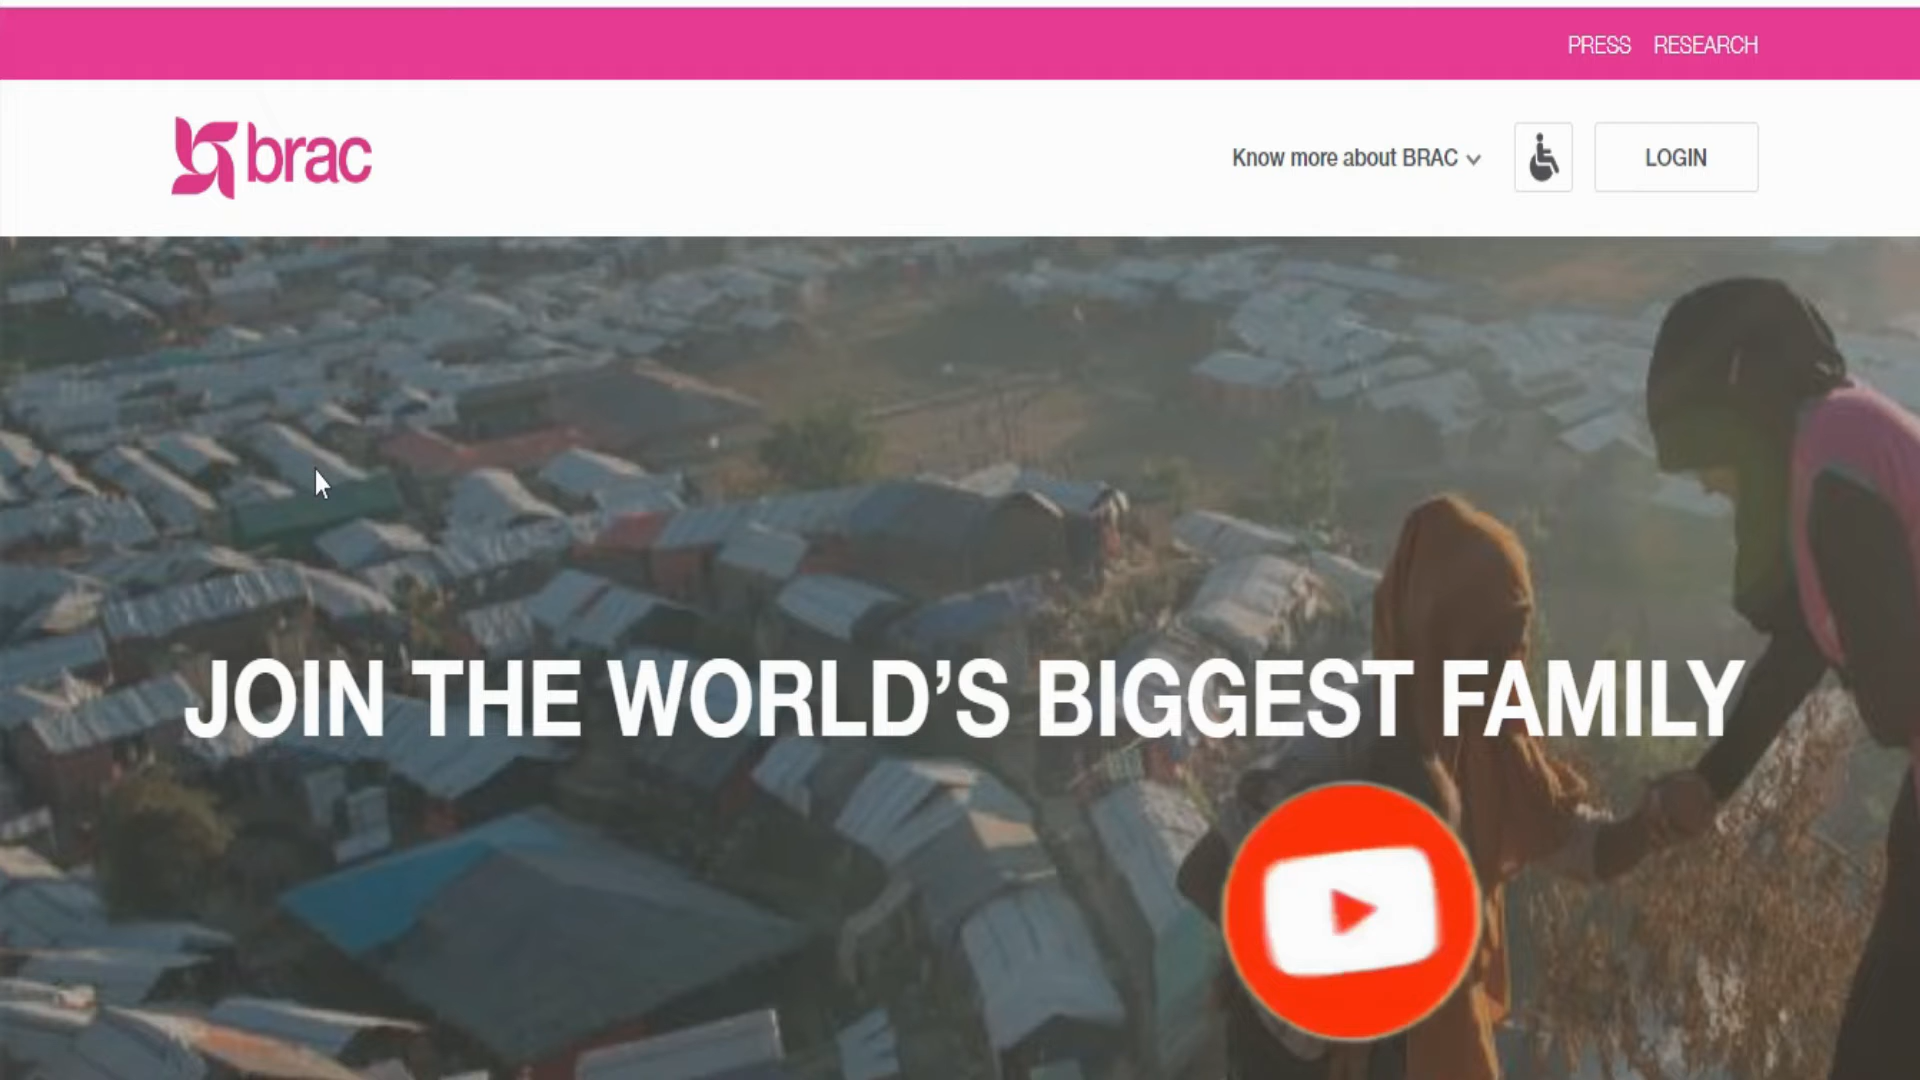 PRESS RESEARCH
brac
Know more about BRAC
LOGIN
JOIN THE WORLD’S BIGGEST FAMILY